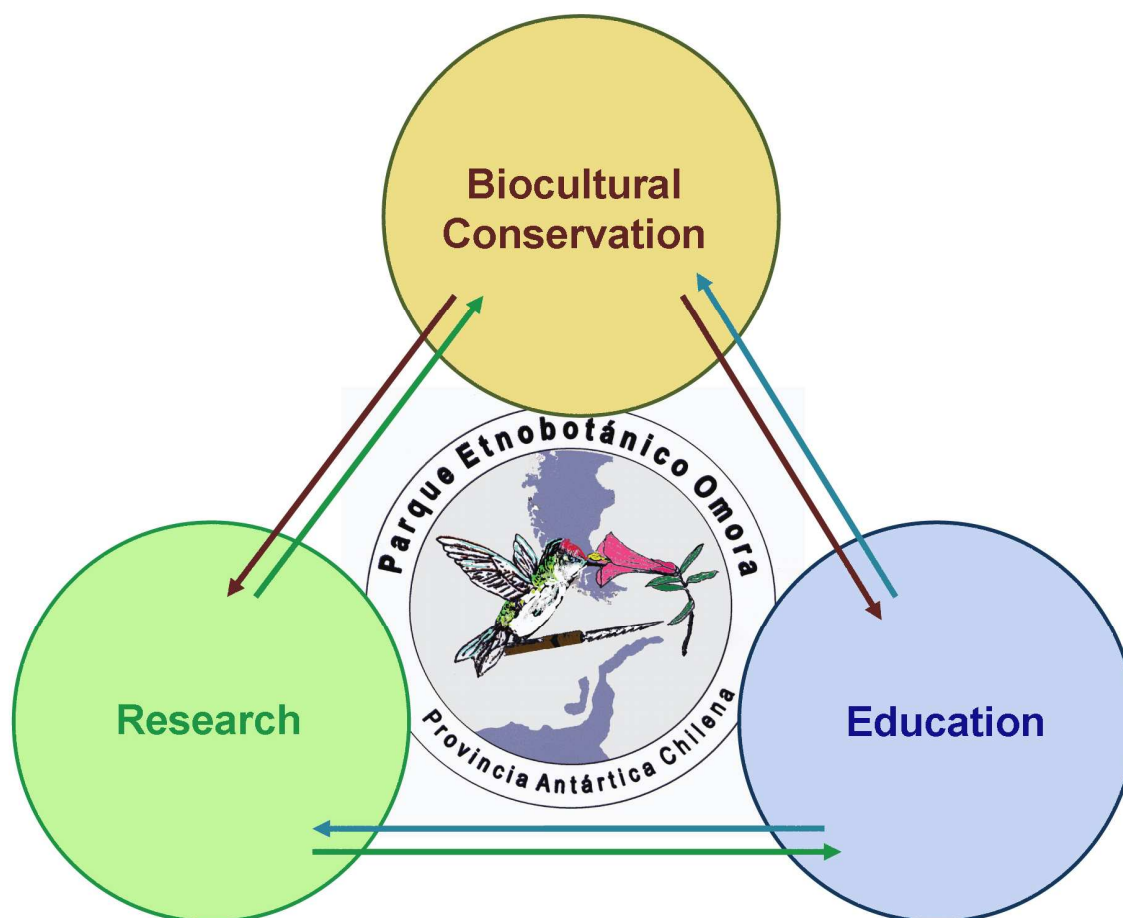 Biocultural
Conservation
Parque Etnobotánico Omora
Research
Education
Provincia Antártica Chilena